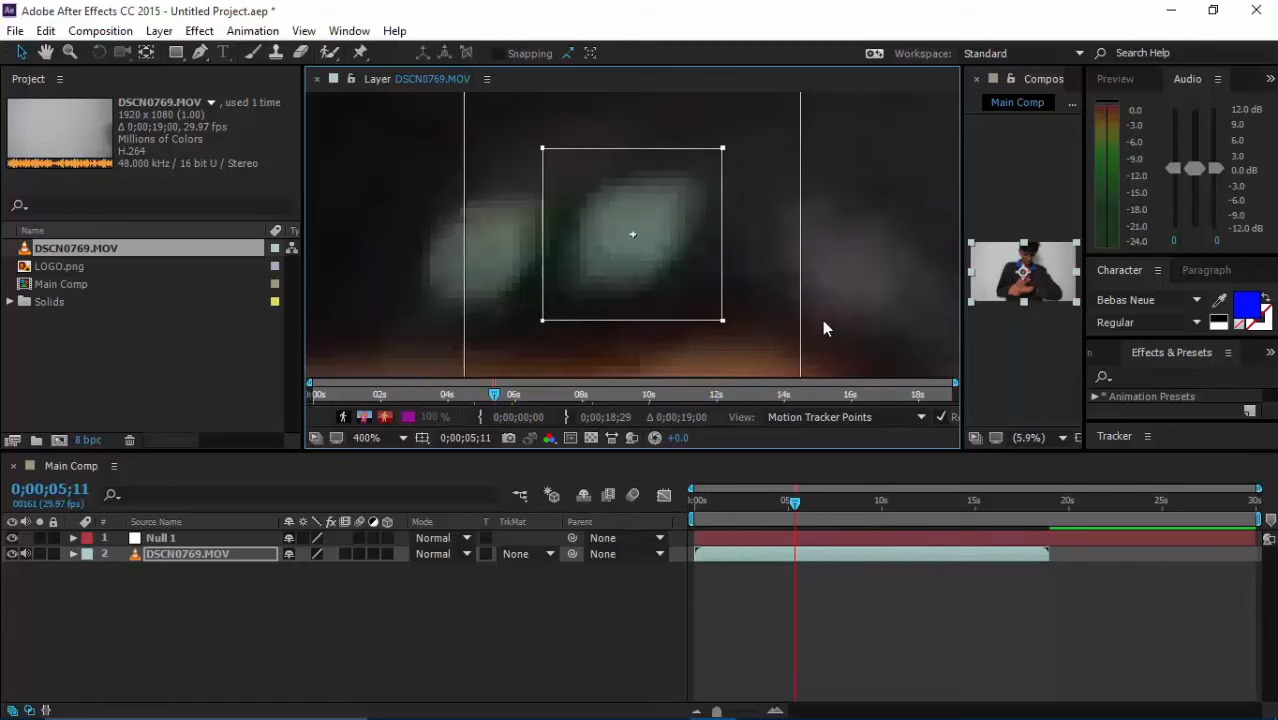 Adobe After Effects CC 2015 - Untitled Project.aep *
File Edit Composition Layer Effect Animation View Window Help
Snapping
Workspace: Standard
Search Help
Project
DSCN0769.MOV , used 1 time
1920 x 1080 (1.00)
Δ 0;00;19;00, 29.97 fps
Millions of Colors
H.264
48.000 kHz / 16 bit U / Stereo
Name Ty
DSCN0769.MOV
LOGO.png
Main Comp
Solids
8 bpc
Layer DSCN0769.MOV
:00s 02s 04s 06s 08s 10s 12s 14s 16s 18s
100 % 0;00;00;00 0;00;18;29 Δ 0;00;19;00 View: Motion Tracker Points Re
400% 0;00;05;11 +0.0
Compos
Main Comp ...
(5.9%)
Preview Audio
0.0 12.0 dB
-3.0 9.0
-6.0 6.0
-9.0 3.0
-12.0 0.0 dB
-15.0 -3.0
-18.0 -6.0
-21.0 -9.0
-24.0 -12.0 dB
0 0
Character Paragraph
Bebas Neue
Regular
Effects & Presets
* Animation Presets
Tracker
Main Comp
0;00;05;11
00161 (29.97 fps)
:00s 05s 10s 15s 20s 25s 30s
# Source Name Mode T TrkMat Parent
1 Null 1 Normal None
2 DSCN0769.MOV Normal None None